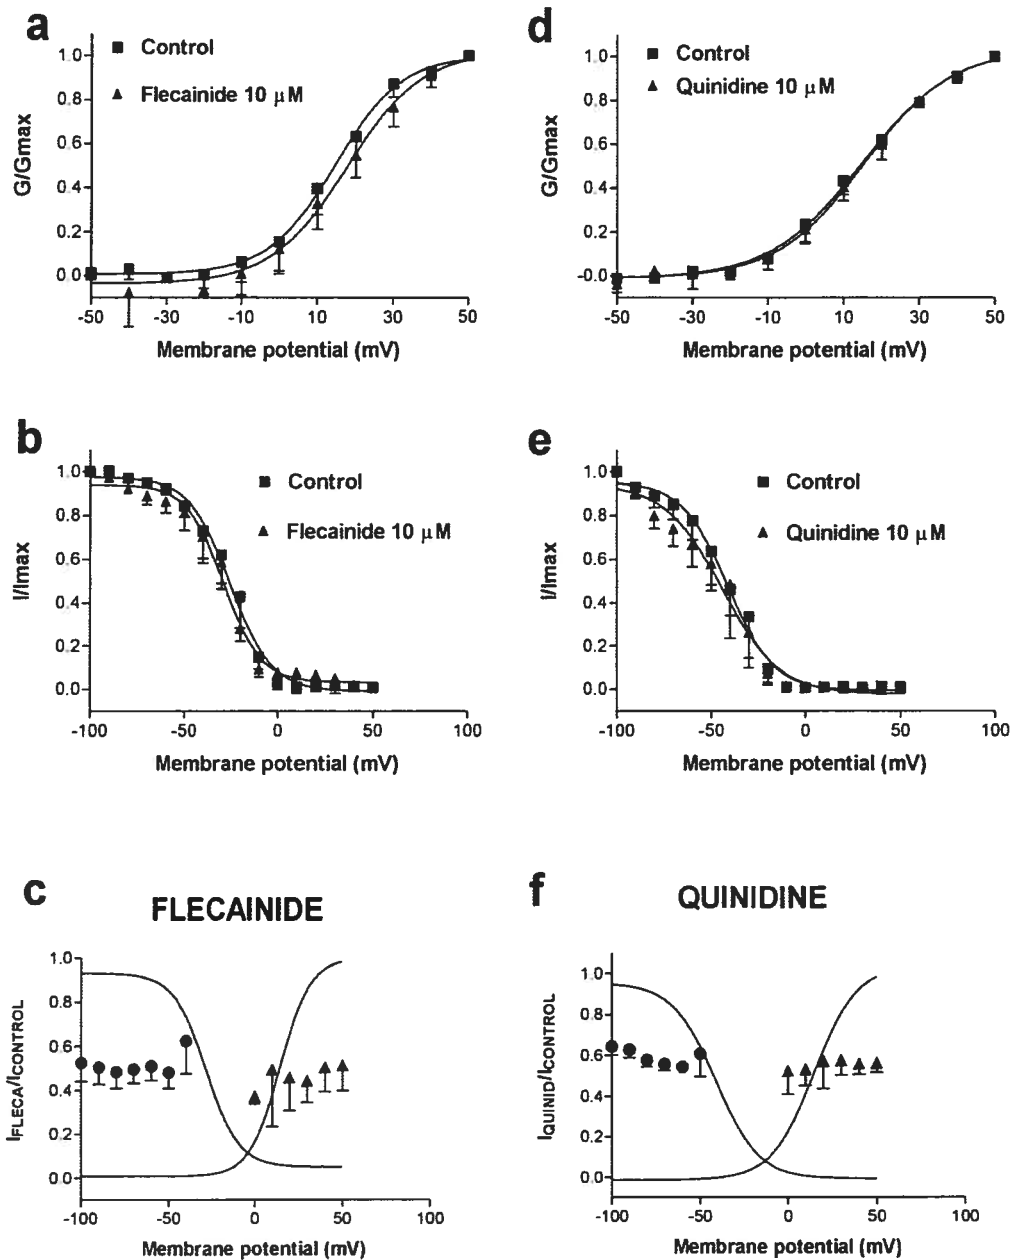 a
Control
Flecainide 10 μM
G/Gmax
1.0
0.8
0.6
0.4
0.2
0.0
-50 -30 -10 10 30 50
Membrane potential (mV)
d
Control
Quinidine 10 μM
G/Gmax
1.0
0.8
0.6
0.4
0.2
-0.0
-50 -30 -10 10 30 50
Membrane potential (mV)
b
Control
Flecainide 10 μM
I/Imax
1.0
0.8
0.6
0.4
0.2
0.0
-100 -50 0 50 100
Membrane potential (mV)
e
Control
Quinidine 10 μM
I/Imax
1.0
0.8
0.6
0.4
0.2
0.0
-100 -50 0 50 100
Membrane potential (mV)
c
FLECAINIDE
IFLECA/ICONTROL
1.0
0.8
0.6
0.4
0.2
0.0
-100 -50 0 50 100
Membrane potential (mV)
f
QUINIDINE
IQUINID/ICONTROL
1.0
0.8
0.6
0.4
0.2
0.0
-100 -50 0 50 100
Membrane potential (mV)